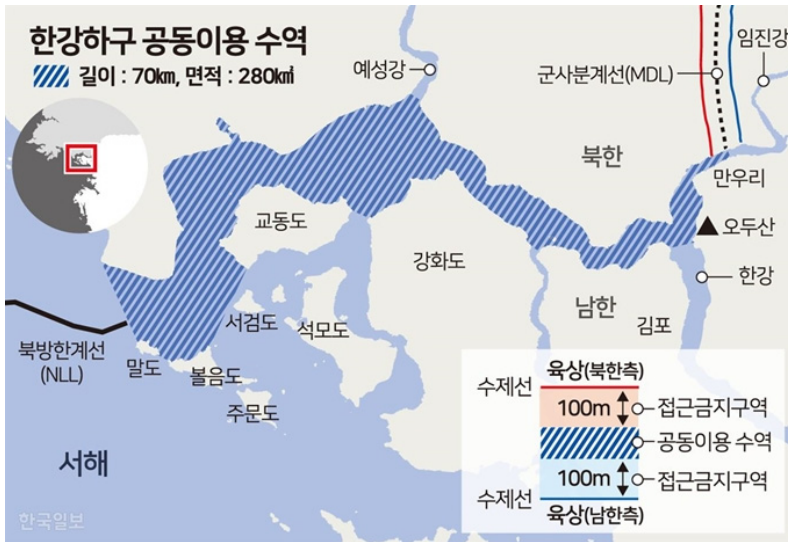 한강하구 공동이용 수역
길이 : 70㎞, 면적 : 280㎢
예성강
군사분계선(MDL)
임진강
북한
만우리
오두산
교동도
강화도
한강
남한
김포
서검도
석모도
북방한계선
(NLL)
말도
볼음도
주문도
서해
육상(북한측)
수제선
100m
접근금지구역
공동이용 수역
100m
접근금지구역
수제선
육상(남한측)
한국일보